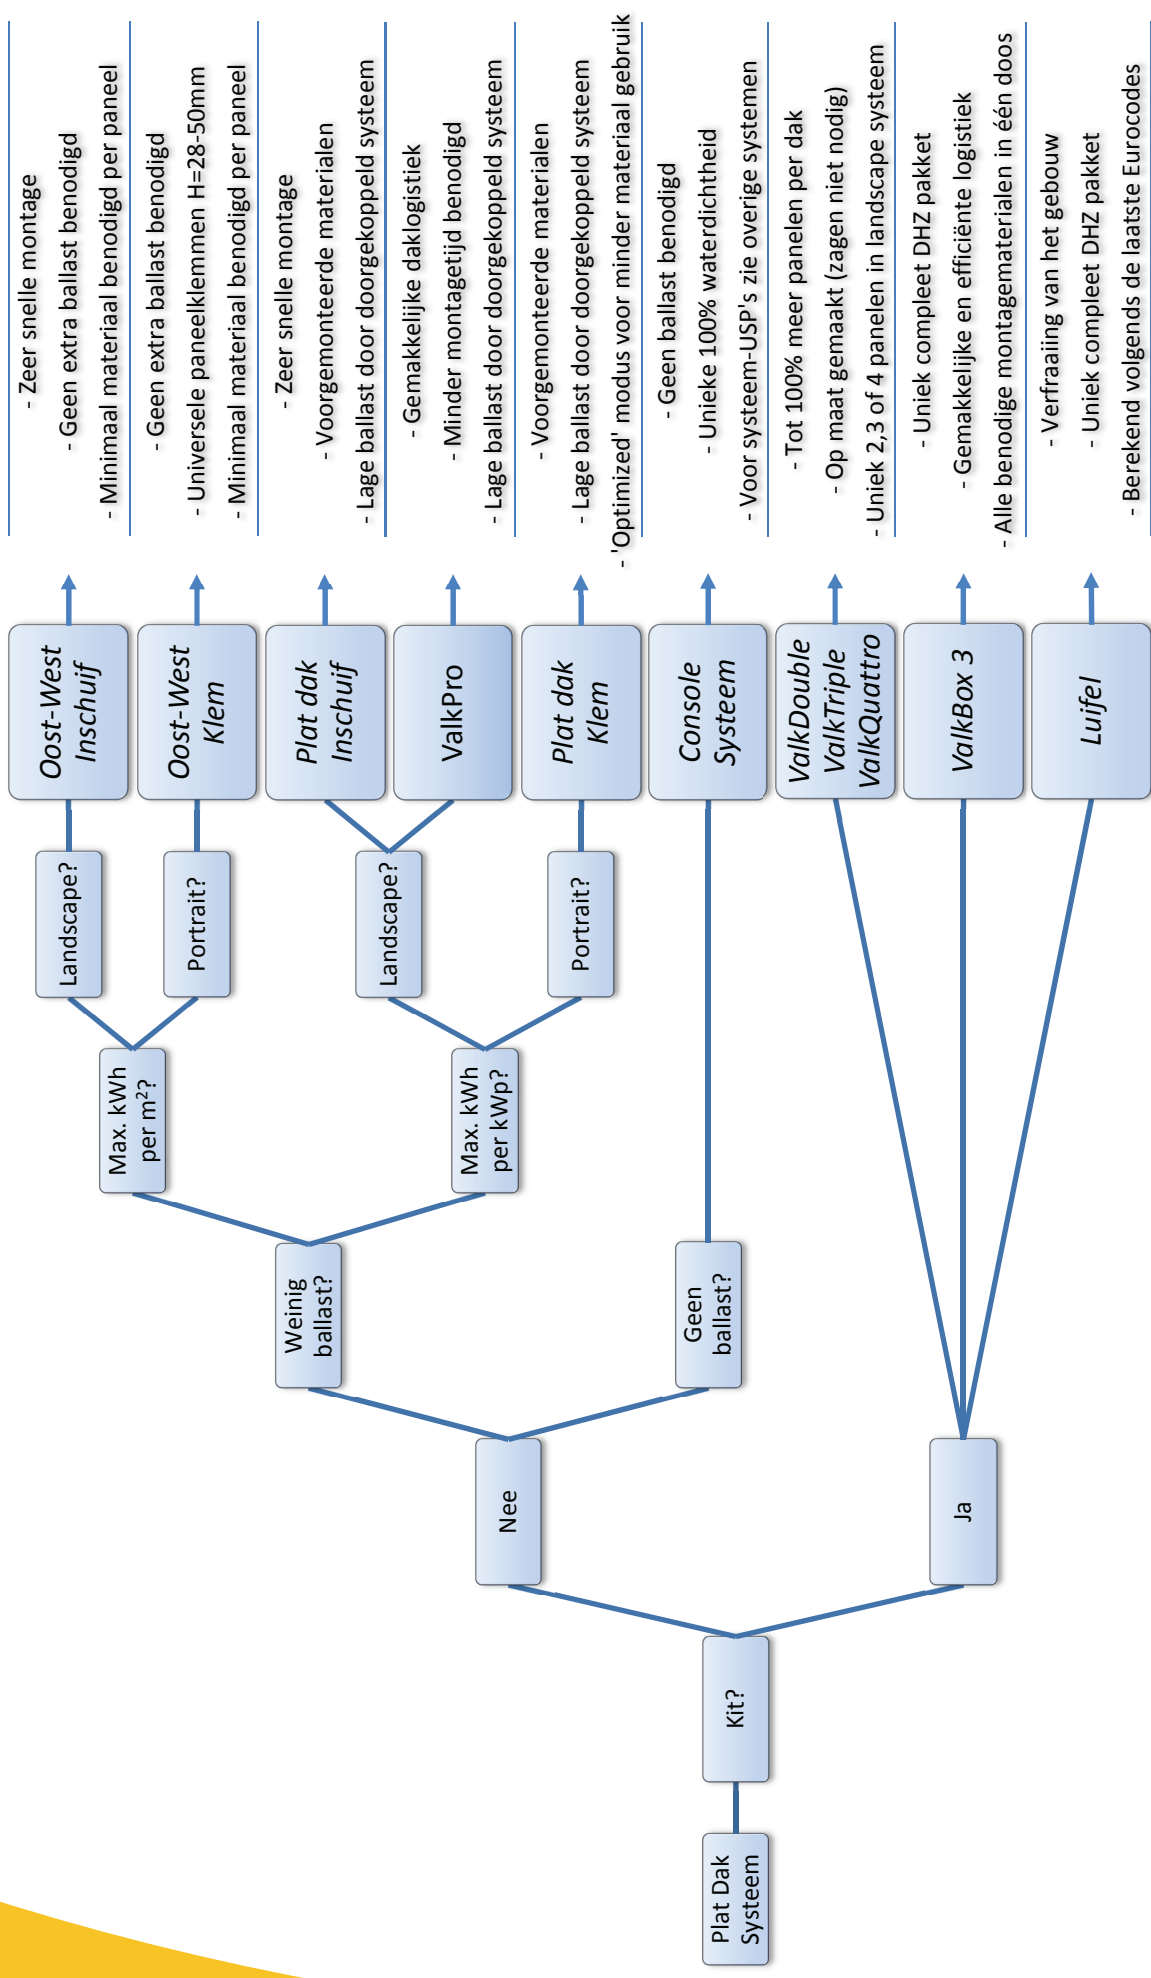 Plat Dak
Systeem
Kit?
Nee
Ja
Weinig
ballast?
Geen
ballast?
Max. kWh
per m²?
Max. kWh
per kWp?
Landscape?
Portrait?
Landscape?
Portrait?
Oost-West
Inschuif
- Zeer snelle montage
- Geen extra ballast benodigd
- Minimaal materiaal benodigd per paneel
Oost-West
Klem
- Geen extra ballast benodigd
- Universele paneelklemmen H=28-50mm
- Minimaal materiaal benodigd per paneel
Plat dak
Inschuif
- Zeer snelle montage
- Voorgemonteerde materialen
- Lage ballast door doorgekoppeld systeem
ValkPro
- Gemakkelijke daklogistiek
- Minder montagetijd benodigd
- Lage ballast door doorgekoppeld systeem
Plat dak
Klem
- Voorgemonteerde materialen
- Lage ballast door doorgekoppeld systeem
- 'Optimized' modus voor minder materiaal gebruik
Console
Systeem
- Geen ballast benodigd
- Unieke 100% waterdichtheid
- Voor systeem-USP's zie overige systemen
ValkDouble
ValkTriple
ValkQuattro
- Tot 100% meer panelen per dak
- Op maat gemaakt (zagen niet nodig)
- Uniek 2,3 of 4 panelen in landscape systeem
ValkBox 3
- Uniek compleet DHZ pakket
- Gemakkelijke en efficiënte logistiek
- Alle benodige montagematerialen in één doos
Luifel
- Verfraaiing van het gebouw
- Uniek compleet DHZ pakket
- Berekend volgends de laatste Eurocodes